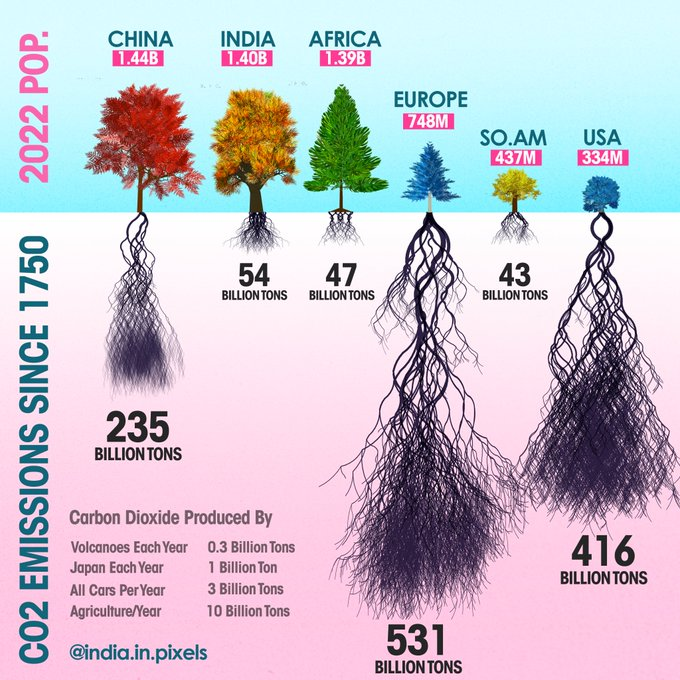 2022 POP.
CHINA
1.44B
INDIA
1.40B
AFRICA
1.39B
EUROPE
748M
SO.AM
437M
USA
334M
CO2 EMISSIONS SINCE 1750
235
BILLION TONS
54
BILLION TONS
47
BILLION TONS
531
BILLION TONS
43
BILLION TONS
416
BILLION TONS
Carbon Dioxide Produced By
Volcanoes Each Year 0.3 Billion Tons
Japan Each Year 1 Billion Ton
All Cars Per Year 3 Billion Tons
Agriculture/Year 10 Billion Tons
@india.in.pixels